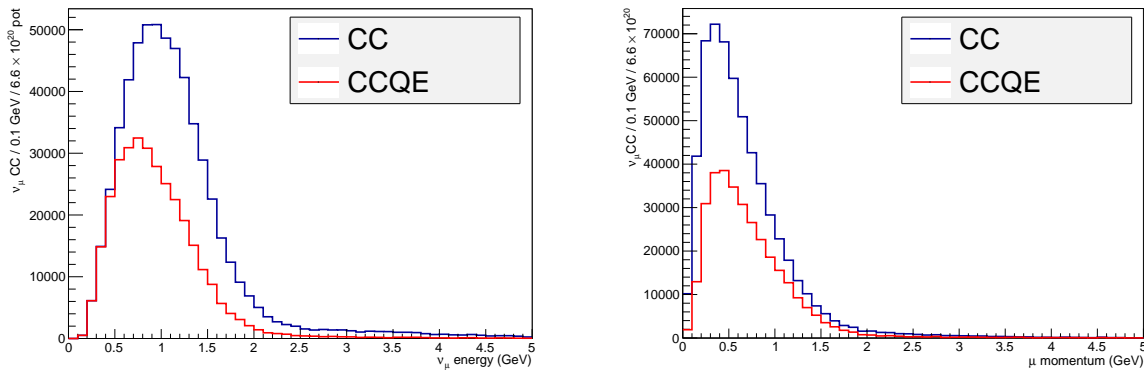 ν_μ CC / 0.1 GeV / 6.6 × 10^20 pot
50000
40000
30000
20000
10000
0
0 0.5 1 1.5 2 2.5 3 3.5 4 4.5 5
ν_μ energy (GeV)
CC
CCQE
ν_μCC / 0.1 GeV / 6.6 × 10^20
70000
60000
50000
40000
30000
20000
10000
0
0 0.5 1 1.5 2 2.5 3 3.5 4 4.5 5
μ momentum (GeV)
CC
CCQE